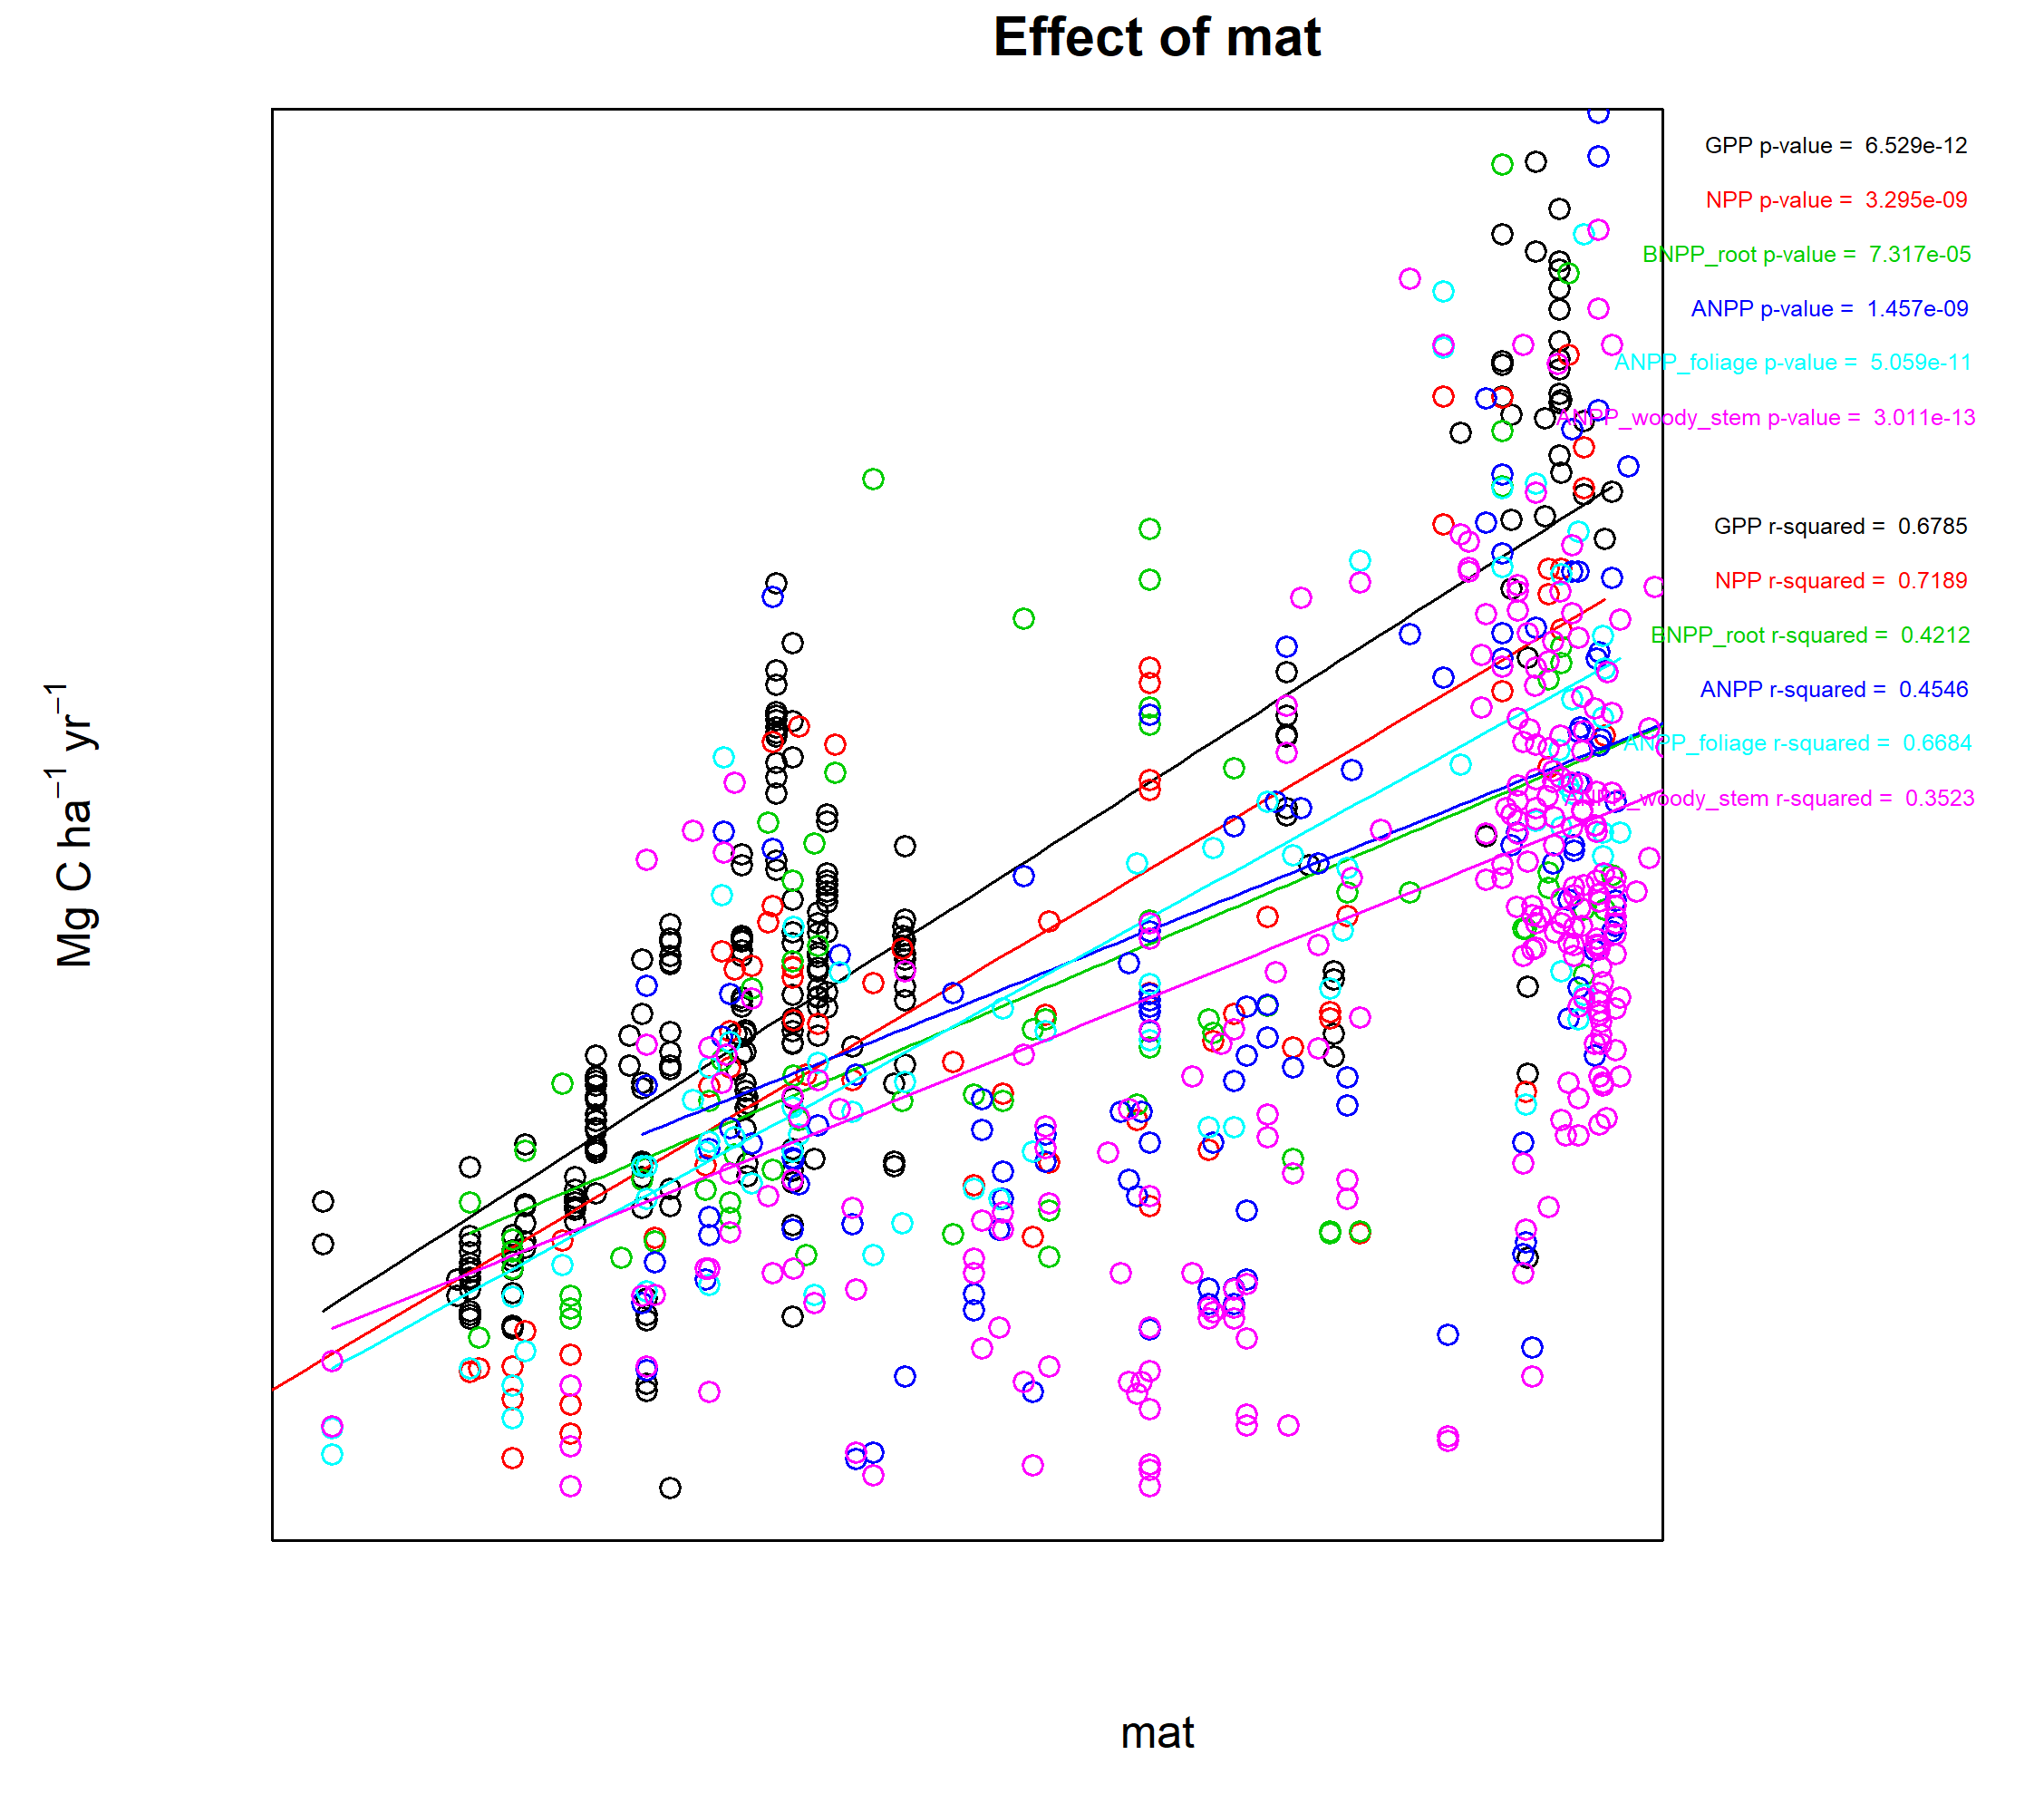 Effect of mat
GPP p-value = 6.529e-12
NPP p-value = 3.295e-09
BNPP_root p-value = 7.317e-05
ANPP p-value = 1.457e-09
ANPP_foliage p-value = 5.059e-11
ANPP_woody_stem p-value = 3.011e-13
GPP r-squared = 0.6785
NPP r-squared = 0.7189
BNPP_root r-squared = 0.4212
ANPP r-squared = 0.4546
ANPP_foliage r-squared = 0.6684
ANPP_woody_stem r-squared = 0.3523
Mg C ha⁻¹ yr⁻¹
mat